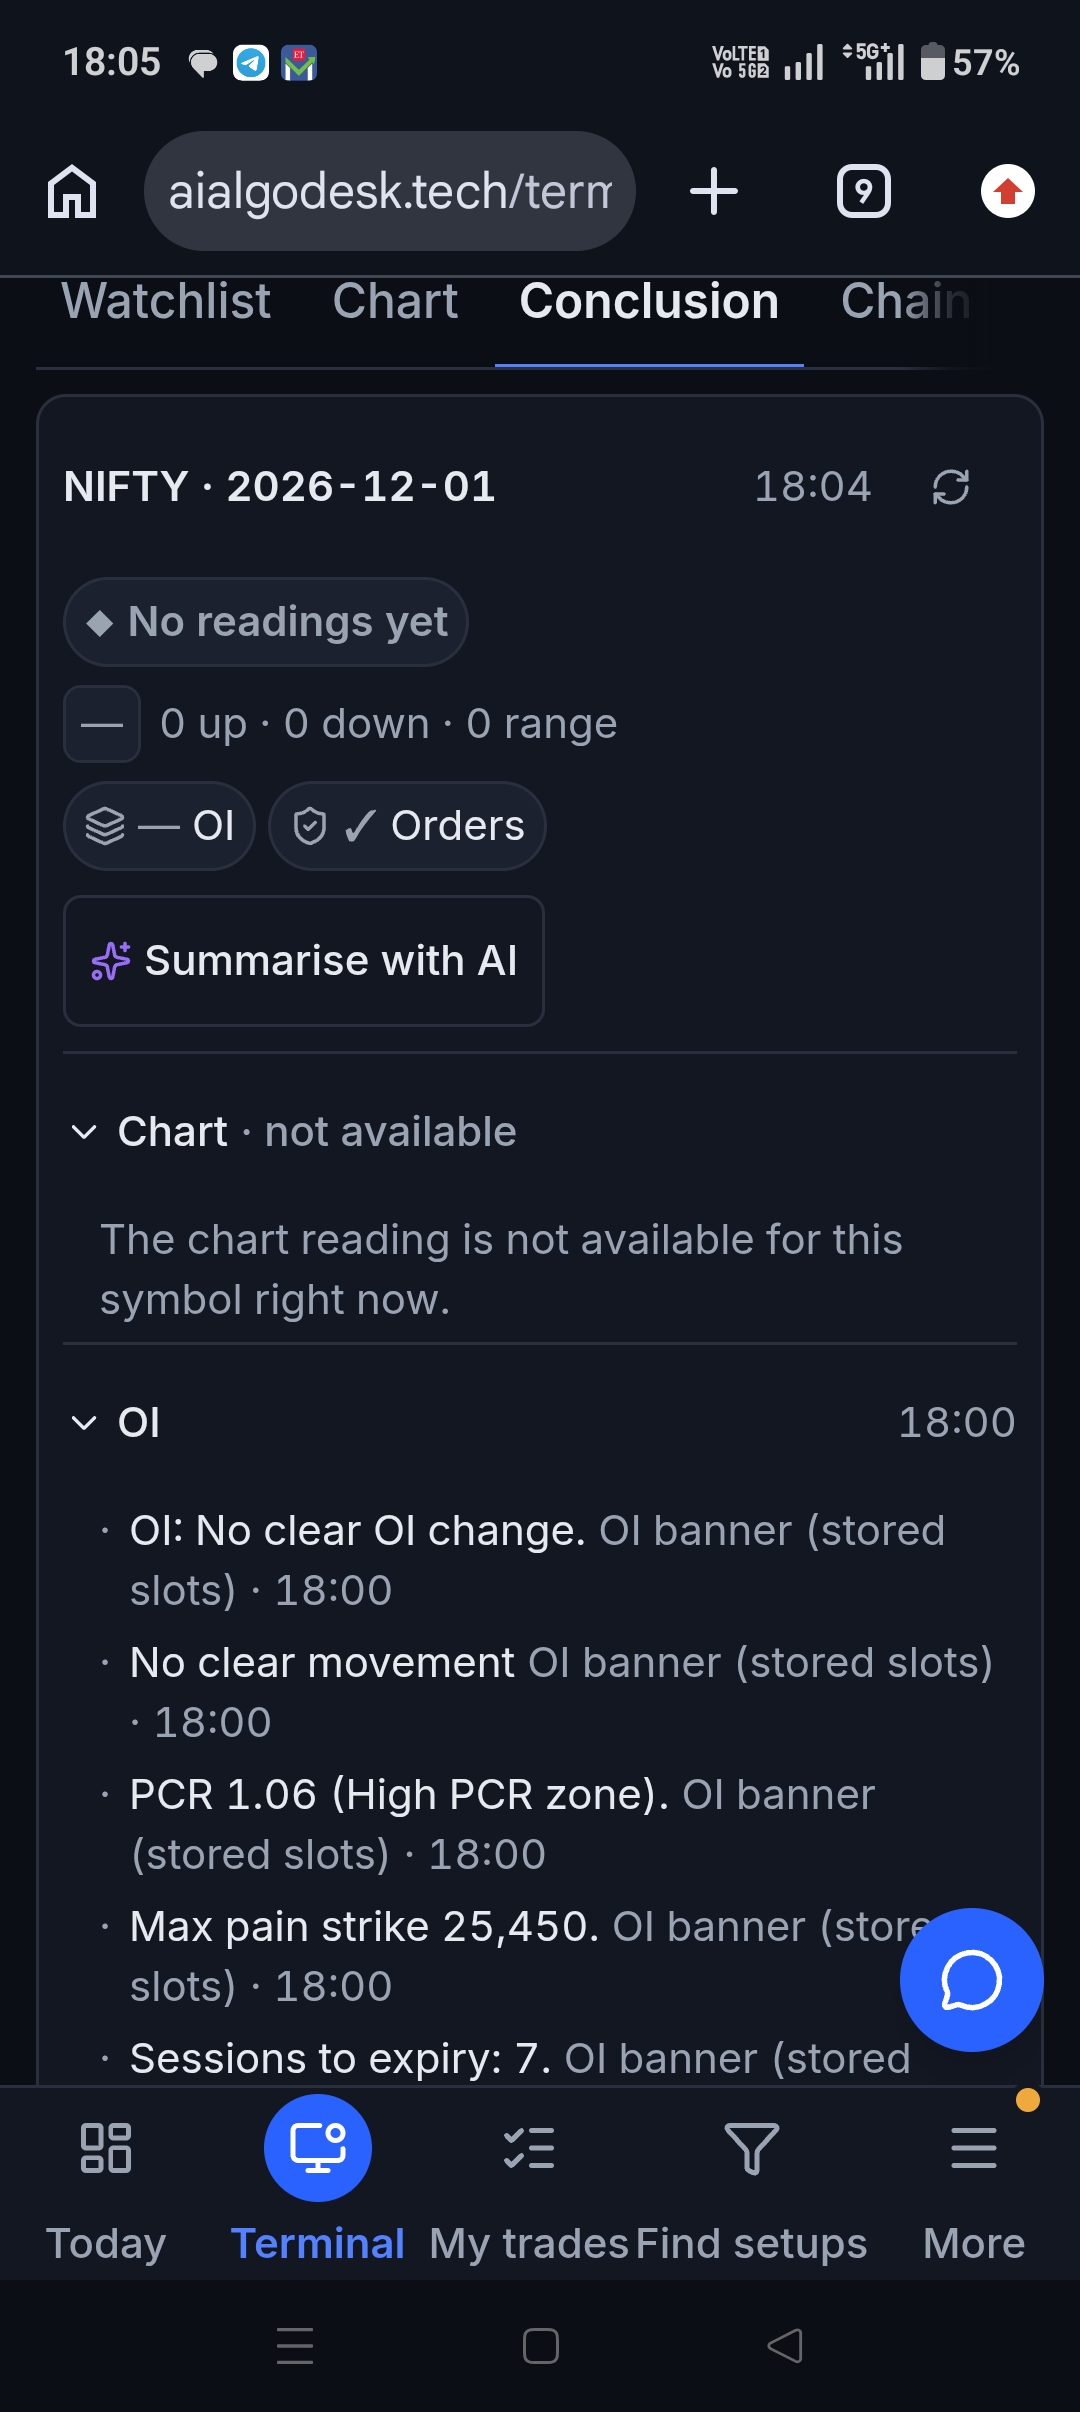 18:05
VoLTE1
Vo 5G2
5G+
57%
aialgodesk.tech/term
9
Watchlist Chart Conclusion Chain
NIFTY · 2026-12-01 18:04
◆ No readings yet
— 0 up · 0 down · 0 range
— OI ✓ Orders
Summarise with AI
Chart · not available
The chart reading is not available for this
symbol right now.
OI 18:00
· OI: No clear OI change. OI banner (stored
slots) · 18:00
· No clear movement OI banner (stored slots)
· 18:00
· PCR 1.06 (High PCR zone). OI banner
(stored slots) · 18:00
· Max pain strike 25,450. OI banner (store
slots) · 18:00
· Sessions to expiry: 7. OI banner (stored
Today Terminal My trades Find setups More